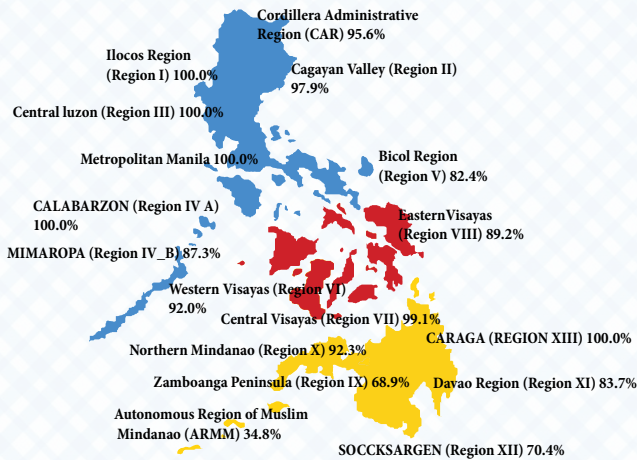 Cordillera Administrative
Region (CAR) 95.6%
Ilocos Region
(Region I) 100.0%
Cagayan Valley (Region II)
97.9%
Central luzon (Region III) 100.0%
Metropolitan Manila 100.0%
Bicol Region
(Region V) 82.4%
CALABARZON (Region IV A)
100.0%
EasternVisayas
(Region VIII) 89.2%
MIMAROPA (Region IV_B) 87.3%
Western Visayas (Region VI)
92.0%
Central Visayas (Region VII) 99.1%
CARAGA (REGION XIII) 100.0%
Northern Mindanao (Region X) 92.3%
Zamboanga Peninsula (Region IX) 68.9%
Davao Region (Region XI) 83.7%
Autonomous Region of Muslim
Mindanao (ARMM) 34.8%
SOCCKSARGEN (Region XII) 70.4%